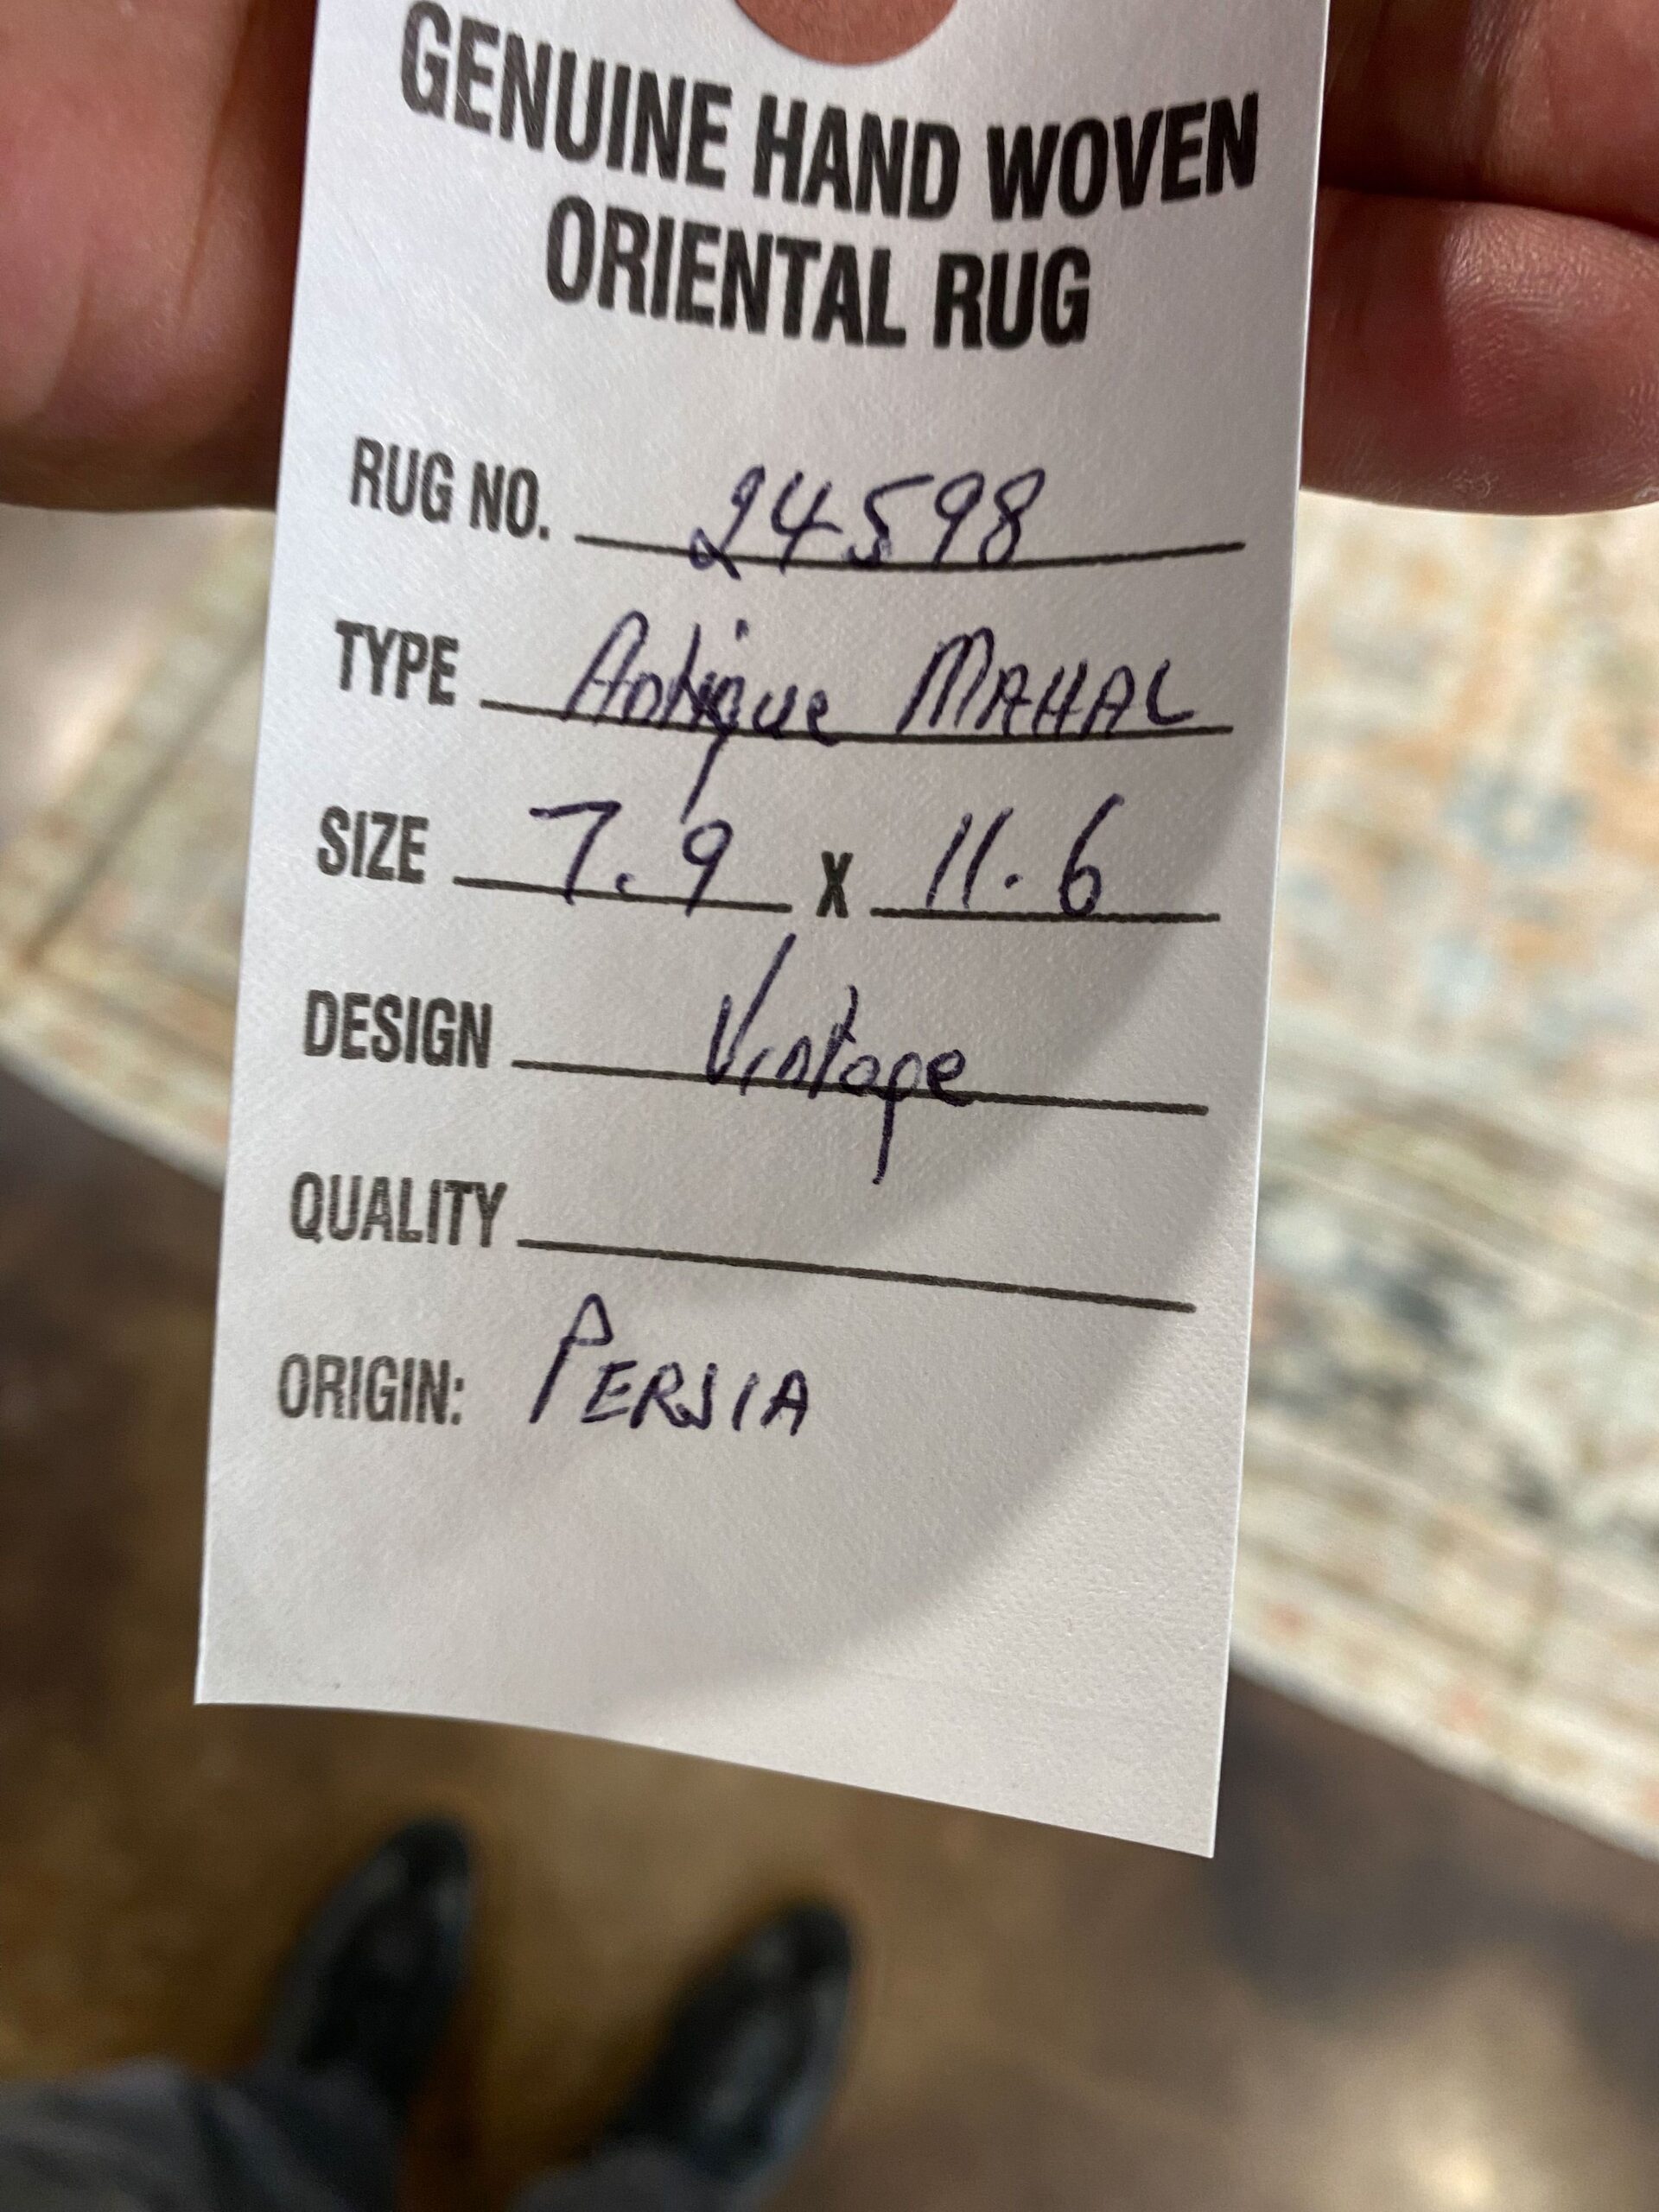 GENUINE HAND WOVEN
ORIENTAL RUG
RUG NO. 24598
TYPE Antique MAHAL
SIZE 7.9 X 11.6
DESIGN Vintage
QUALITY
ORIGIN: PERSIA